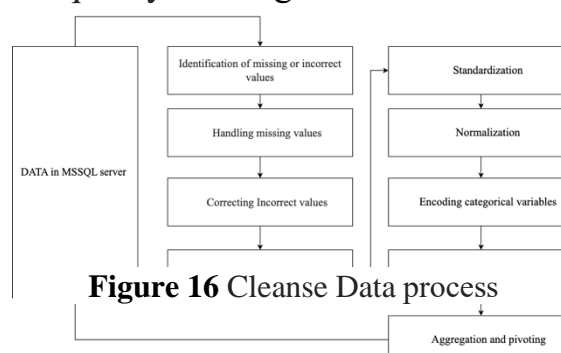 Identification of missing or incorrect
values
Handling missing values
Correcting Incorrect values
DATA in MSSQL server
Standardization
Normalization
Encoding categorical variables
Aggregation and pivoting
Figure 16 Cleanse Data process